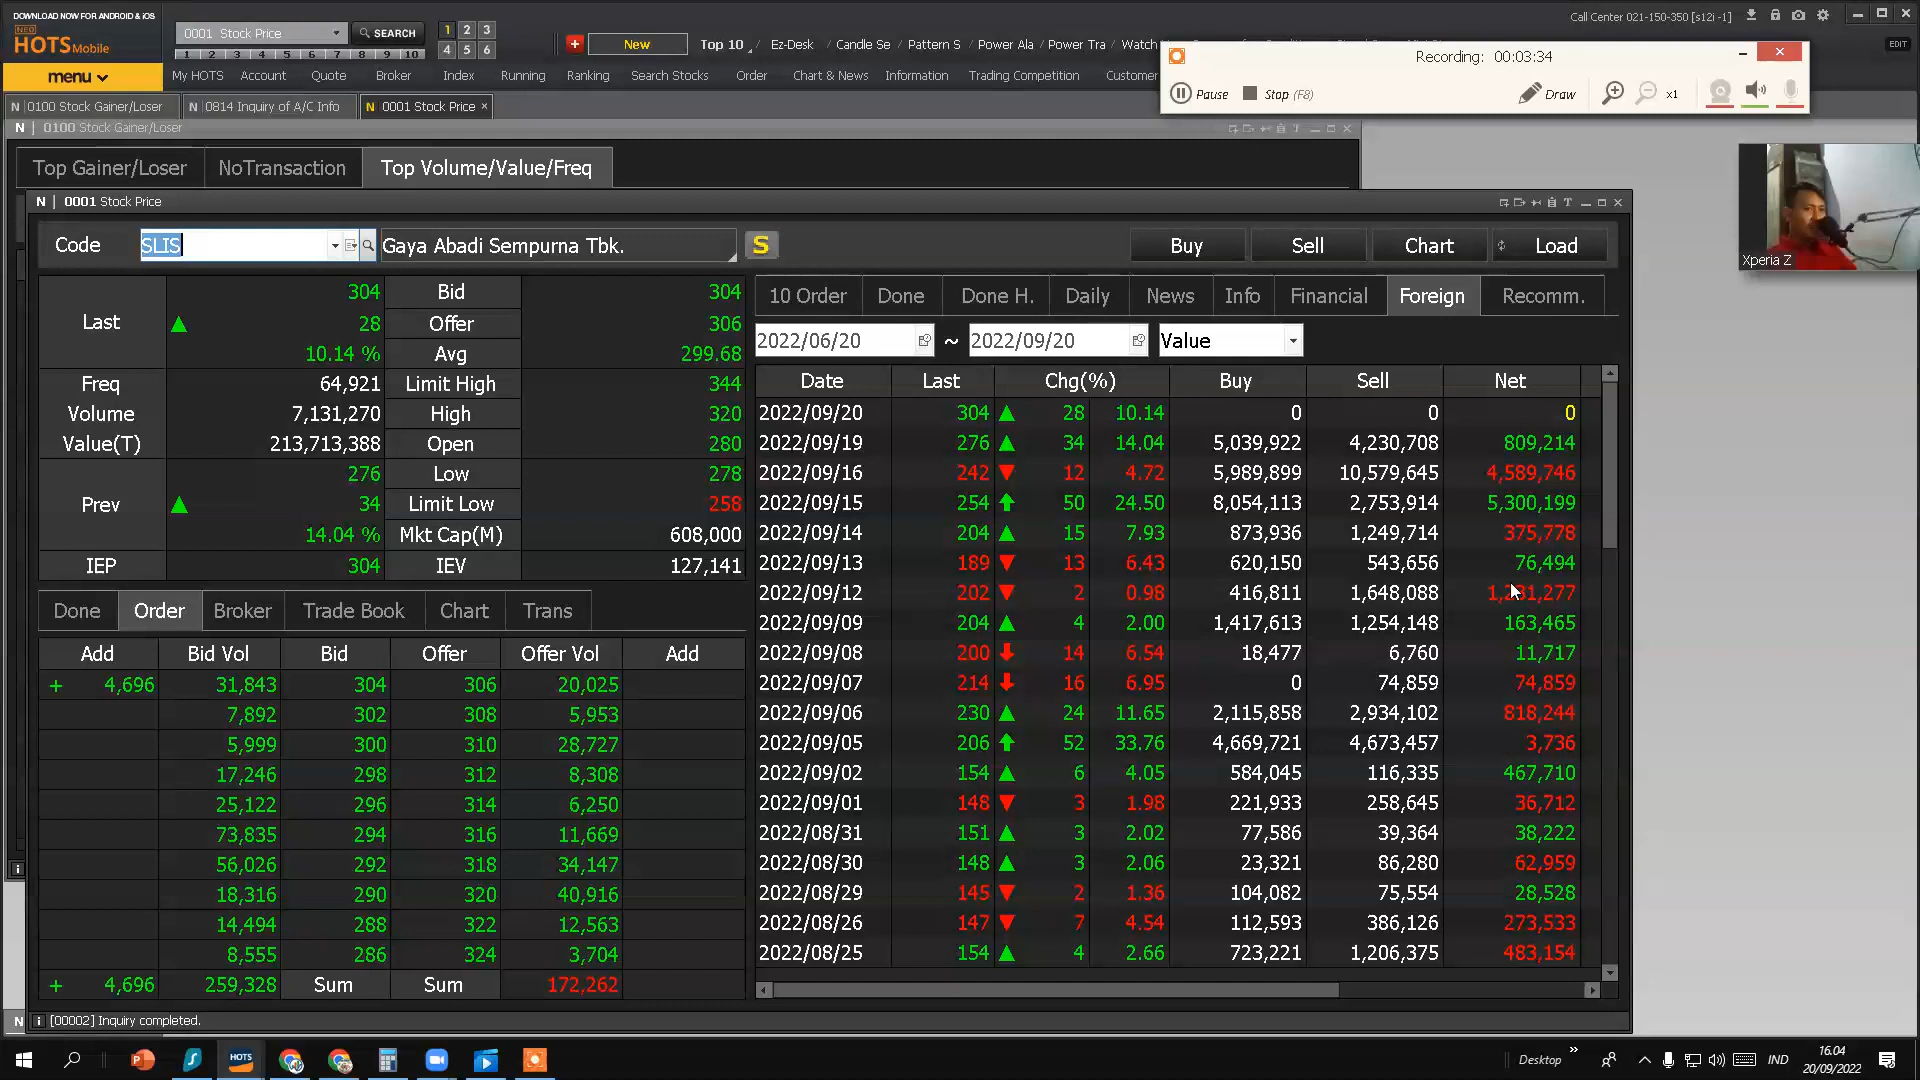 DOWNLOAD NOW FOR ANDROID & iOS
NEO HOTS Mobile
0001 Stock Price
SEARCH
1 2 3 4 5 6 7 8 9 10
1 2 3
4 5 6
New
Top 10 Ez-Desk Candle Se Pattern S Power Ala Power Tra Watch
Call Center 021-150-350 [s12i -1]
EDIT
menu
My HOTS Account Quote Broker Index Running Ranking Search Stocks Order Chart & News Information Trading Competition Customer
Recording: 00:03:34
Pause Stop (F8) Draw x1
N 0100 Stock Gainer/Loser N 0814 Inquiry of A/C Info N 0001 Stock Price ×
N 0100 Stock Gainer/Loser
Top Gainer/Loser NoTransaction Top Volume/Value/Freq
N 0001 Stock Price
Xperia Z
Code SLIS Gaya Abadi Sempurna Tbk. S Buy Sell Chart Load
Last 304 Bid 304
28 Offer 306
10.14 % Avg 299.68
Freq 64,921 Limit High 344
Volume 7,131,270 High 320
Value(T) 213,713,388 Open 280
Prev 276 Low 278
34 Limit Low 258
14.04 % Mkt Cap(M) 608,000
IEP 304 IEV 127,141
Done Order Broker Trade Book Chart Trans
Add Bid Vol Bid Offer Offer Vol Add
+ 4,696 31,843 304 306 20,025
7,892 302 308 5,953
5,999 300 310 28,727
17,246 298 312 8,308
25,122 296 314 6,250
73,835 294 316 11,669
56,026 292 318 34,147
18,316 290 320 40,916
14,494 288 322 12,563
8,555 286 324 3,704
+ 4,696 259,328 Sum Sum 172,262
10 Order Done Done H. Daily News Info Financial Foreign Recomm.
2022/06/20 ~ 2022/09/20 Value
Date Last Chg(%) Buy Sell Net
2022/09/20 304 28 10.14 0 0 0
2022/09/19 276 34 14.04 5,039,922 4,230,708 809,214
2022/09/16 242 12 4.72 5,989,899 10,579,645 4,589,746
2022/09/15 254 50 24.50 8,054,113 2,753,914 5,300,199
2022/09/14 204 15 7.93 873,936 1,249,714 375,778
2022/09/13 189 13 6.43 620,150 543,656 76,494
2022/09/12 202 2 0.98 416,811 1,648,088 1,231,277
2022/09/09 204 4 2.00 1,417,613 1,254,148 163,465
2022/09/08 200 14 6.54 18,477 6,760 11,717
2022/09/07 214 16 6.95 0 74,859 74,859
2022/09/06 230 24 11.65 2,115,858 2,934,102 818,244
2022/09/05 206 52 33.76 4,669,721 4,673,457 3,736
2022/09/02 154 6 4.05 584,045 116,335 467,710
2022/09/01 148 3 1.98 221,933 258,645 36,712
2022/08/31 151 3 2.02 77,586 39,364 38,222
2022/08/30 148 3 2.06 23,321 86,280 62,959
2022/08/29 145 2 1.36 104,082 75,554 28,528
2022/08/26 147 7 4.54 112,593 386,126 273,533
2022/08/25 154 4 2.66 723,221 1,206,375 483,154
N [00002] Inquiry completed.
HOTS
Desktop » IND 16.04
20/09/2022